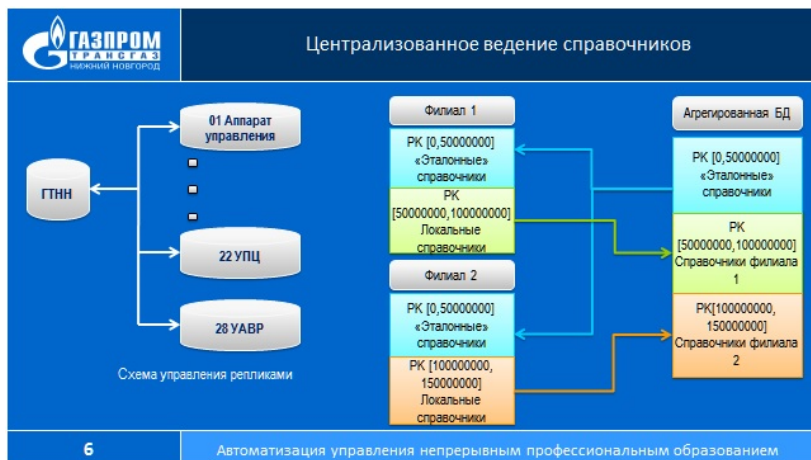 ГАЗПРОМ
ТРАНСГАЗ
НИЖНИЙ НОВГОРОД
Централизованное ведение справочников
ГТНН
01 Аппарат
управления
22 УПЦ
28 УАВР
Схема управления репликами
Филиал 1
РК [0,50000000]
«Эталонные»
справочники
РК
[50000000,100000000]
Локальные
справочники
Филиал 2
РК [0,50000000]
«Эталонные»
справочники
РК [100000000,
150000000]
Локальные
справочники
Агрегированная БД
РК [0,50000000]
«Эталонные»
справочники
РК
[50000000,100000000]
Справочники филиала
1
РК[100000000,
150000000]
Справочники филиала
2
6
Автоматизация управления непрерывным профессиональным образованием